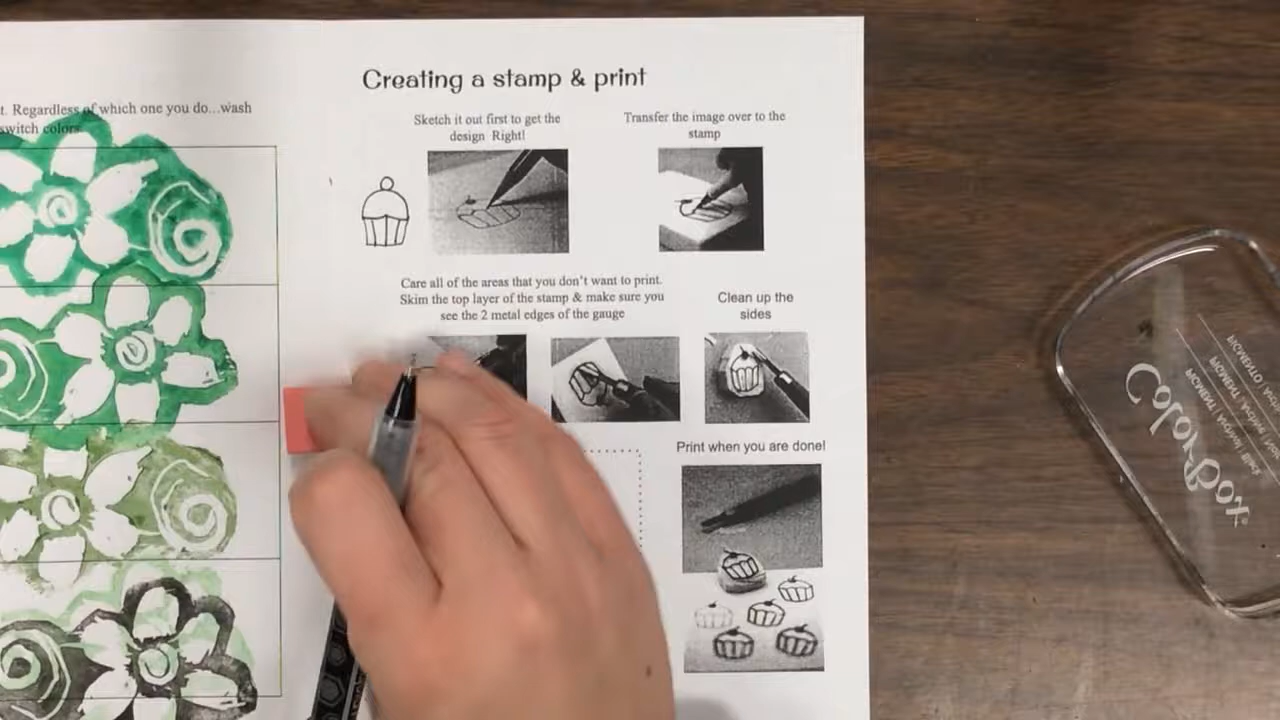 Creating a stamp & print
t. Regardless of which one you do...wash
switch colors.
Sketch it out first to get the
design Right!
Transfer the image over to the
stamp
Care all of the areas that you don't want to print.
Skim the top layer of the stamp & make sure you
see the 2 metal edges of the gauge
Clean up the
sides
Print when you are done!
Colorbox